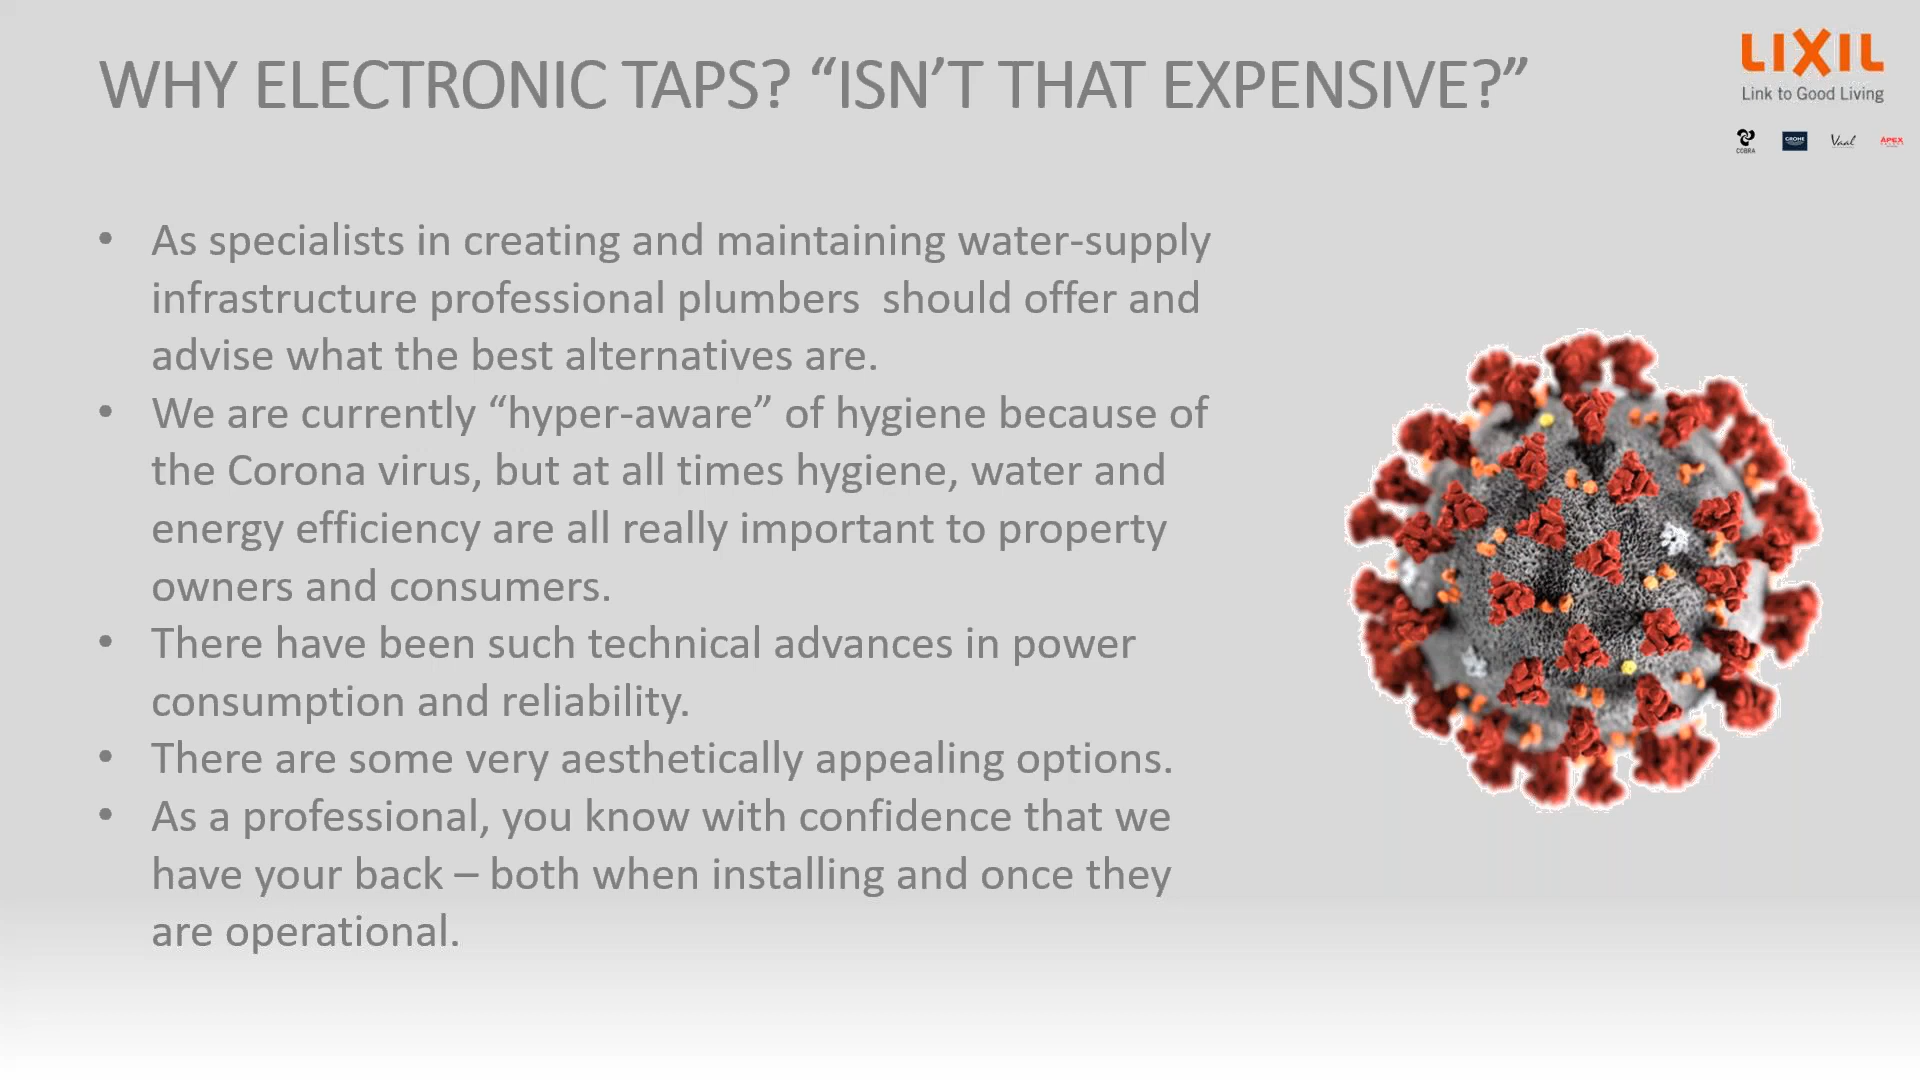 WHY ELECTRONIC TAPS? “ISN’T THAT EXPENSIVE?”
LIXIL
Link to Good Living
COBRA
GROHE
Vaal
APEX
• As specialists in creating and maintaining water-supply
infrastructure professional plumbers  should offer and
advise what the best alternatives are.
• We are currently “hyper-aware” of hygiene because of
the Corona virus, but at all times hygiene, water and
energy efficiency are all really important to property
owners and consumers.
• There have been such technical advances in power
consumption and reliability.
• There are some very aesthetically appealing options.
• As a professional, you know with confidence that we
have your back – both when installing and once they
are operational.